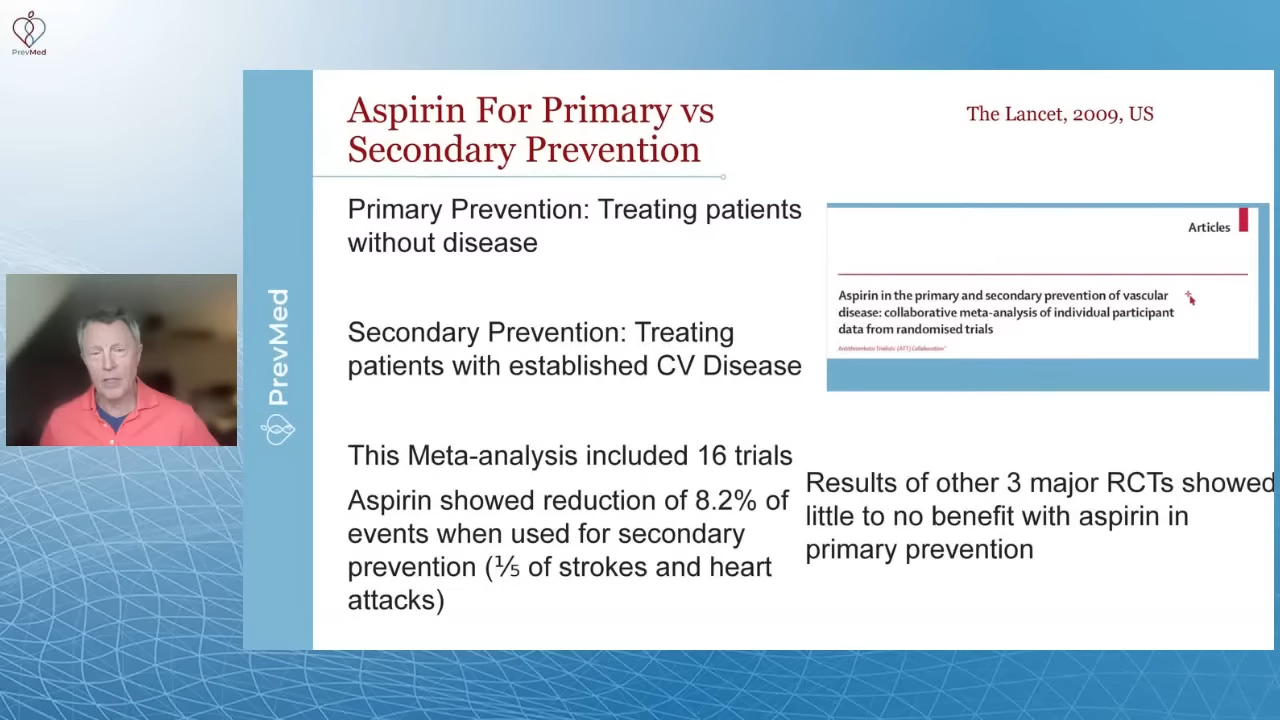 PrevMed
Aspirin For Primary vs
Secondary Prevention
The Lancet, 2009, US
Primary Prevention: Treating patients
without disease
Secondary Prevention: Treating
patients with established CV Disease
This Meta-analysis included 16 trials
Aspirin showed reduction of 8.2% of
events when used for secondary
prevention (⅕ of strokes and heart
attacks)
Articles
Aspirin in the primary and secondary prevention of vascular
disease: collaborative meta-analysis of individual participant
data from randomised trials
Antithrombotic Trialists' (ATT) Collaboration*
Results of other 3 major RCTs showed
little to no benefit with aspirin in
primary prevention
PrevMed